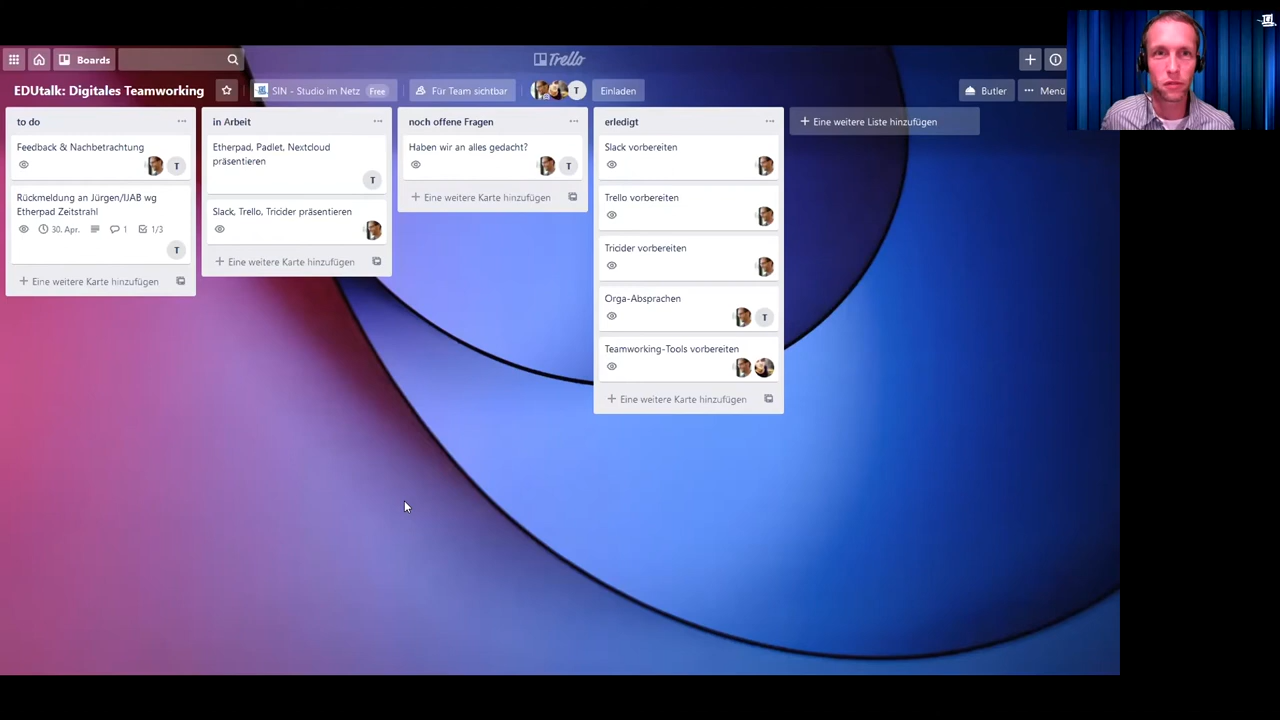 Boards
Trello
EDUtalk: Digitales Teamworking
SIN - Studio im Netz Free
Für Team sichtbar
T
Einladen
Butler
Menü
to do
Feedback & Nachbetrachtung
T
Rückmeldung an Jürgen/IJAB wg
Etherpad Zeitstrahl
30. Apr. 1 1/3
T
+ Eine weitere Karte hinzufügen
in Arbeit
Etherpad, Padlet, Nextcloud
präsentieren
T
Slack, Trello, Tricider präsentieren
+ Eine weitere Karte hinzufügen
noch offene Fragen
Haben wir an alles gedacht?
T
+ Eine weitere Karte hinzufügen
erledigt
Slack vorbereiten
Trello vorbereiten
Tricider vorbereiten
Orga-Absprachen
T
Teamworking-Tools vorbereiten
+ Eine weitere Karte hinzufügen
+ Eine weitere Liste hinzufügen